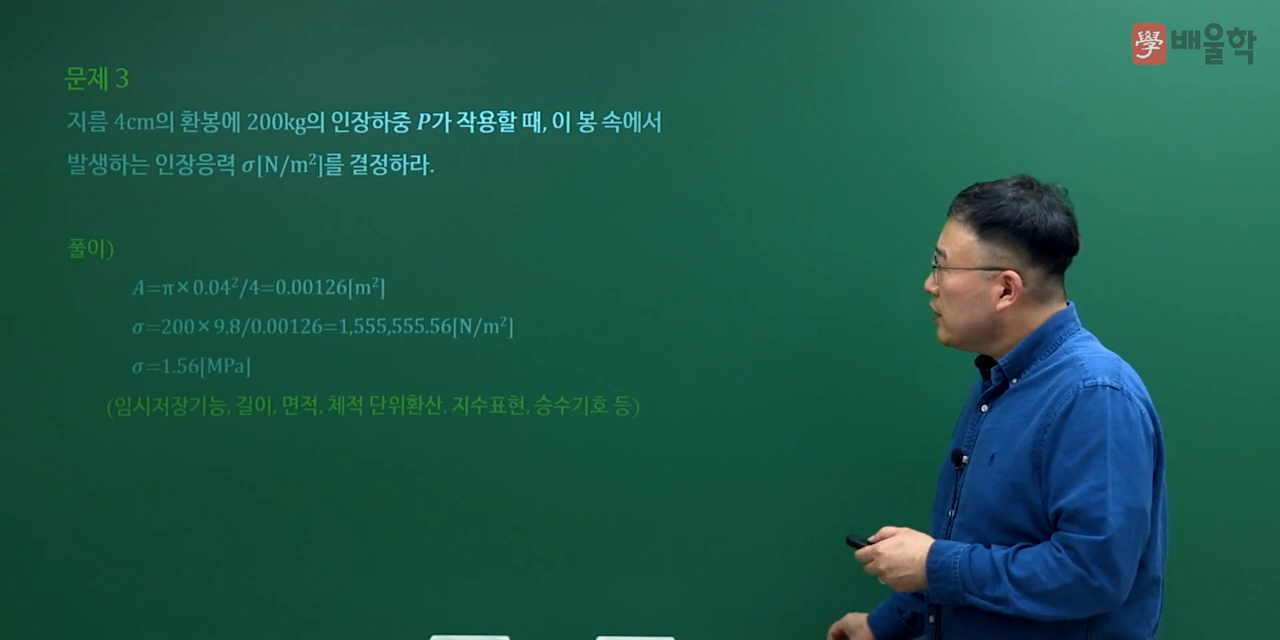 學 배울학
문제 3
지름 4cm의 환봉에 200kg의 인장하중 P가 작용할 때, 이 봉 속에서
발생하는 인장응력 σ[N/m²]를 결정하라.
풀이)
A=π×0.04²/4=0.00126[m²]
σ=200×9.8/0.00126=1,555,555.56[N/m²]
σ=1.56[MPa]
(임시저장기능, 길이, 면적, 체적 단위환산, 지수표현, 승수기호 등)